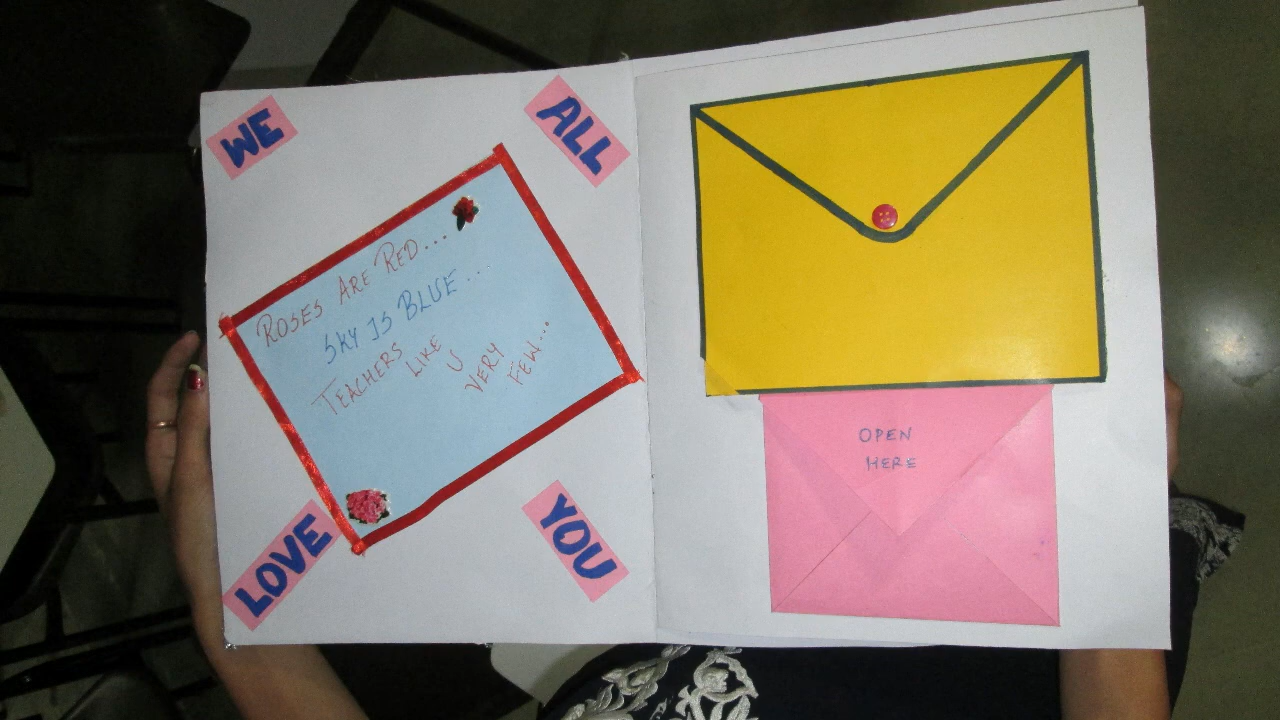 WE
ALL
ROSES ARE RED...
SKY IS BLUE...
TEACHERS LIKE U VERY FEW...
LOVE
YOU
OPEN
HERE